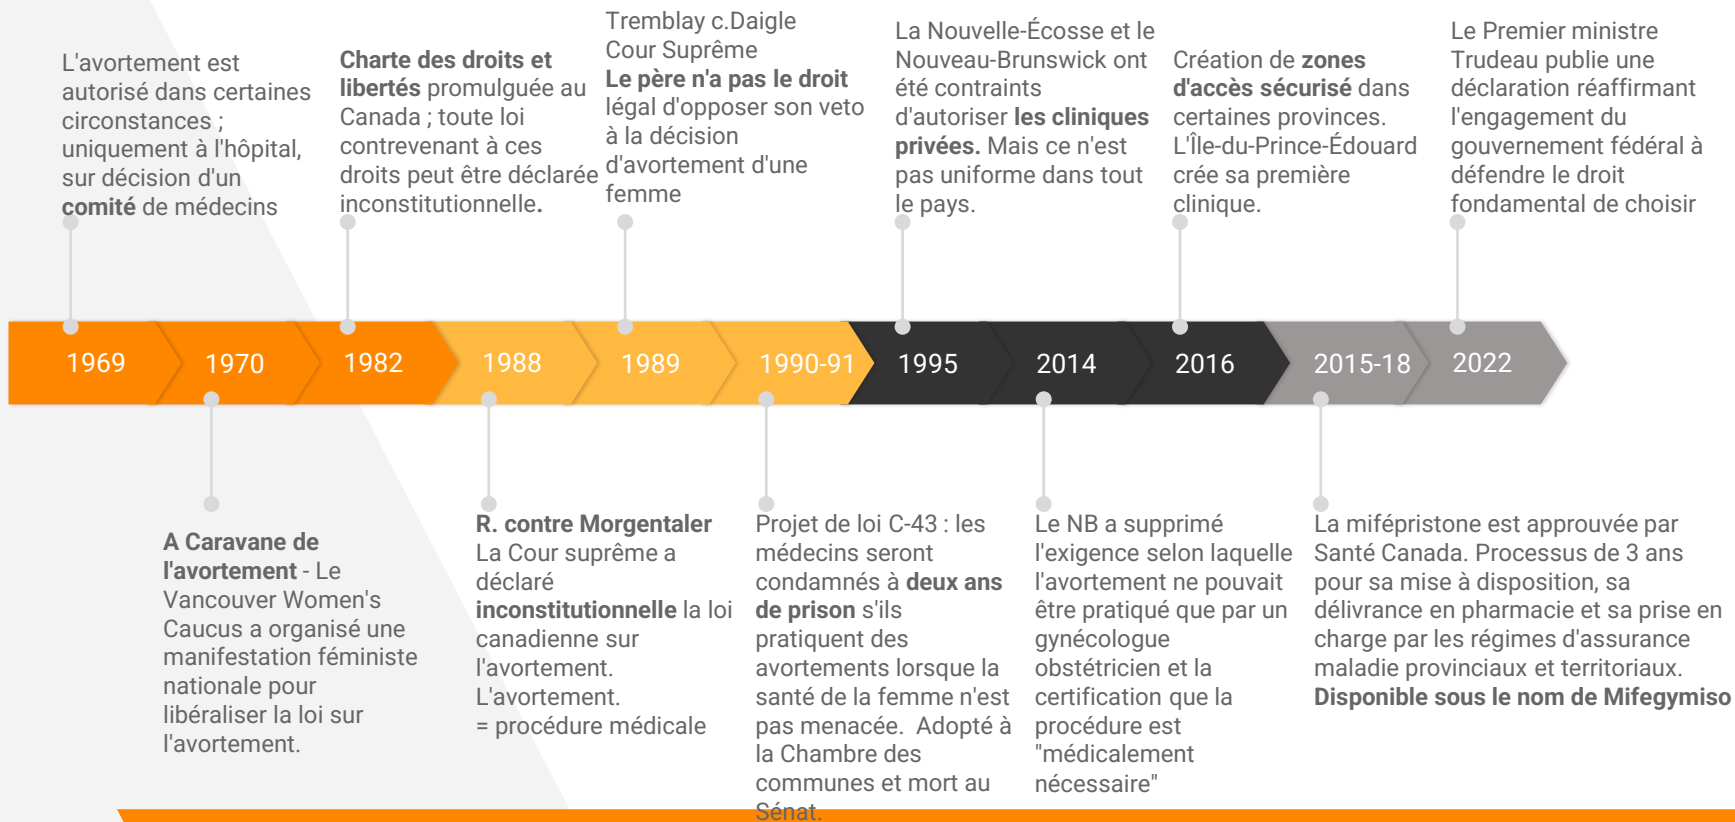 L'avortement est
autorisé dans certaines
circonstances ;
uniquement à l'hôpital,
sur décision d'un
comité de médecins
Charte des droits et
libertés promulguée au
Canada ; toute loi
contrevenant à ces
droits peut être déclarée
inconstitutionnelle.
Tremblay c.Daigle
Cour Suprême
Le père n'a pas le droit
légal d'opposer son veto
à la décision
d'avortement d'une
femme
La Nouvelle-Écosse et le
Nouveau-Brunswick ont
été contraints
d'autoriser les cliniques
privées. Mais ce n'est
pas uniforme dans tout
le pays.
Création de zones
d'accès sécurisé dans
certaines provinces.
L'Île-du-Prince-Édouard
crée sa première
clinique.
Le Premier ministre
Trudeau publie une
déclaration réaffirmant
l'engagement du
gouvernement fédéral à
défendre le droit
fondamental de choisir
1969
1970
1982
1988
1989
1990-91
1995
2014
2016
2015-18
2022
A Caravane de
l'avortement - Le
Vancouver Women's
Caucus a organisé une
manifestation féministe
nationale pour
libéraliser la loi sur
l'avortement.
R. contre Morgentaler
La Cour suprême a
déclaré
inconstitutionnelle la loi
canadienne sur
l'avortement.
L'avortement.
= procédure médicale
Projet de loi C-43 : les
médecins seront
condamnés à deux ans
de prison s'ils
pratiquent des
avortements lorsque la
santé de la femme n'est
pas menacée. Adopté à
la Chambre des
communes et mort au
Sénat.
Le NB a supprimé
l'exigence selon laquelle
l'avortement ne pouvait
être pratiqué que par un
gynécologue
obstétricien et la
certification que la
procédure est
"médicalement
nécessaire"
La mifépristone est approuvée par
Santé Canada. Processus de 3 ans
pour sa mise à disposition, sa
délivrance en pharmacie et sa prise en
charge par les régimes d'assurance
maladie provinciaux et territoriaux.
Disponible sous le nom de Mifegymiso